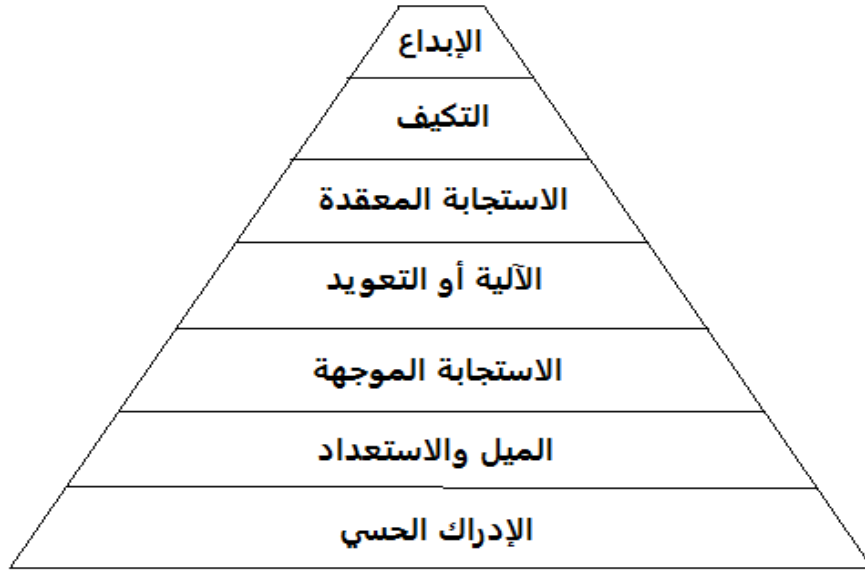 الإبداع
التكيف
الاستجابة المعقدة
الآلية أو التعويد
الاستجابة الموجهة
الميل والاستعداد
الإدراك الحسي